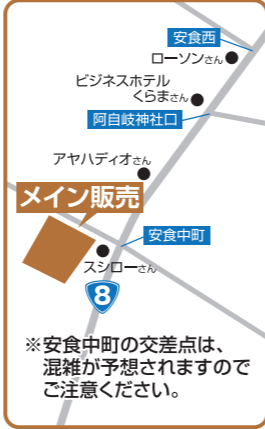 安食西
ローソンさん
ビジネスホテル
くらまさん
阿自岐神社口
アヤハディオさん
メイン販売
安食中町
スシローさん
8
※安食中町の交差点は、
混雑が予想されますので
ご注意ください。